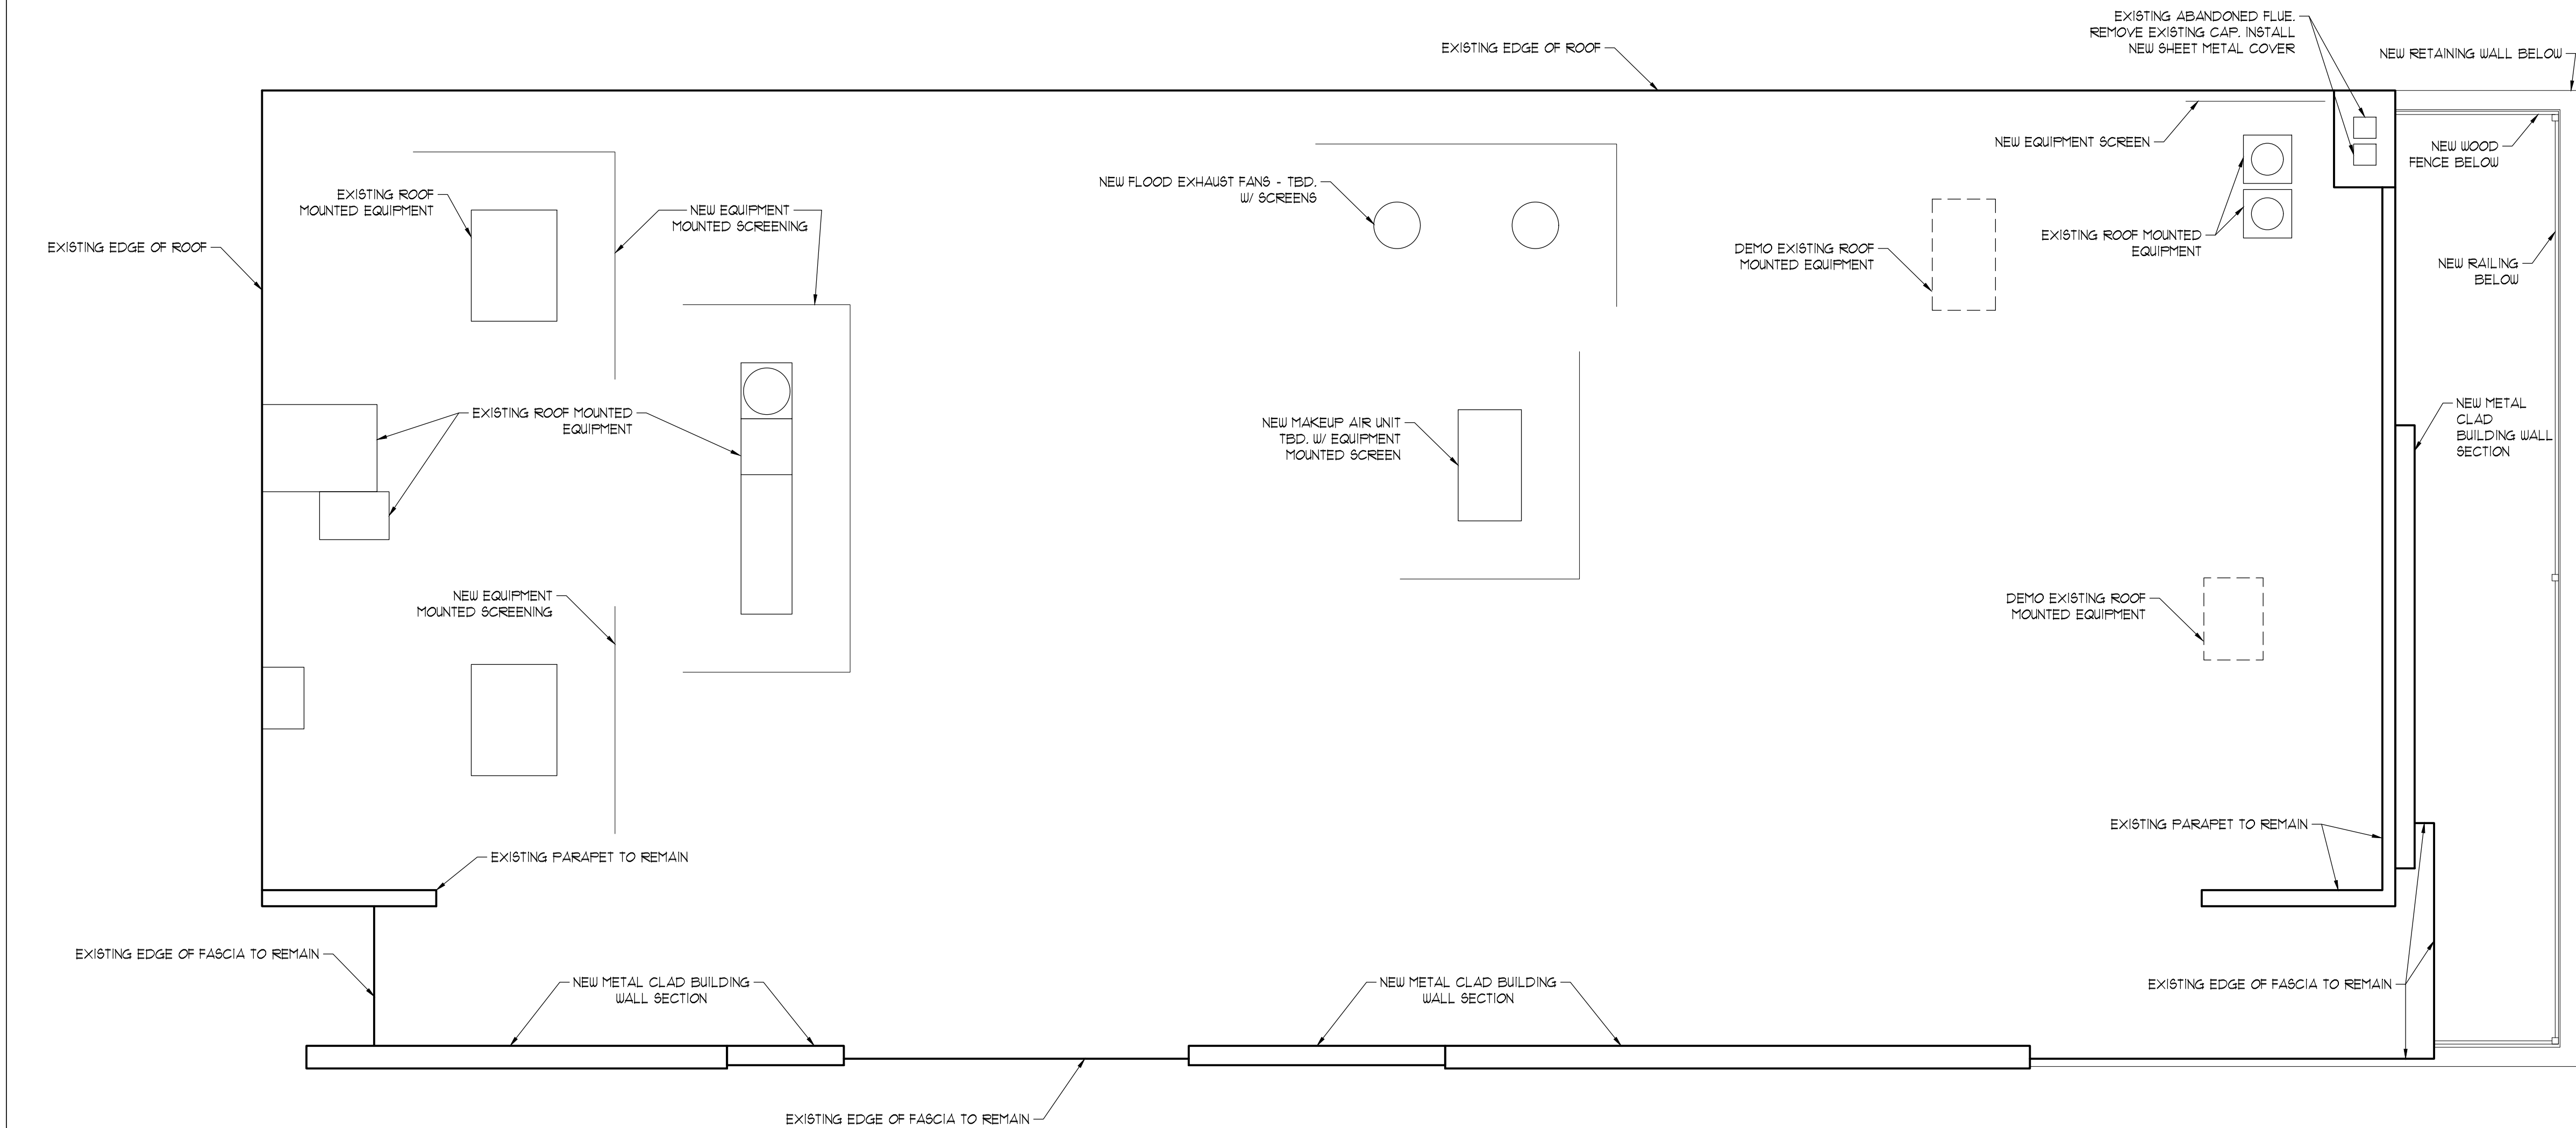 EXISTING ABANDONED FLUE.
REMOVE EXISTING CAP. INSTALL
NEW SHEET METAL COVER
EXISTING EDGE OF ROOF
NEW RETAINING WALL BELOW
NEW EQUIPMENT SCREEN
NEW WOOD
FENCE BELOW
EXISTING ROOF
MOUNTED EQUIPMENT
NEW EQUIPMENT
MOUNTED SCREENING
NEW FLOOD EXHAUST FANS - TBD.
W/ SCREENS
EXISTING EDGE OF ROOF
DEMO EXISTING ROOF
MOUNTED EQUIPMENT
EXISTING ROOF MOUNTED
EQUIPMENT
NEW RAILING
BELOW
EXISTING ROOF MOUNTED
EQUIPMENT
NEW MAKEUP AIR UNIT
TBD. W/ EQUIPMENT
MOUNTED SCREEN
NEW METAL
CLAD
BUILDING WALL
SECTION
NEW EQUIPMENT
MOUNTED SCREENING
DEMO EXISTING ROOF
MOUNTED EQUIPMENT
EXISTING PARAPET TO REMAIN
EXISTING PARAPET TO REMAIN
EXISTING EDGE OF FASCIA TO REMAIN
NEW METAL CLAD BUILDING
WALL SECTION
NEW METAL CLAD BUILDING
WALL SECTION
EXISTING EDGE OF FASCIA TO REMAIN
EXISTING EDGE OF FASCIA TO REMAIN